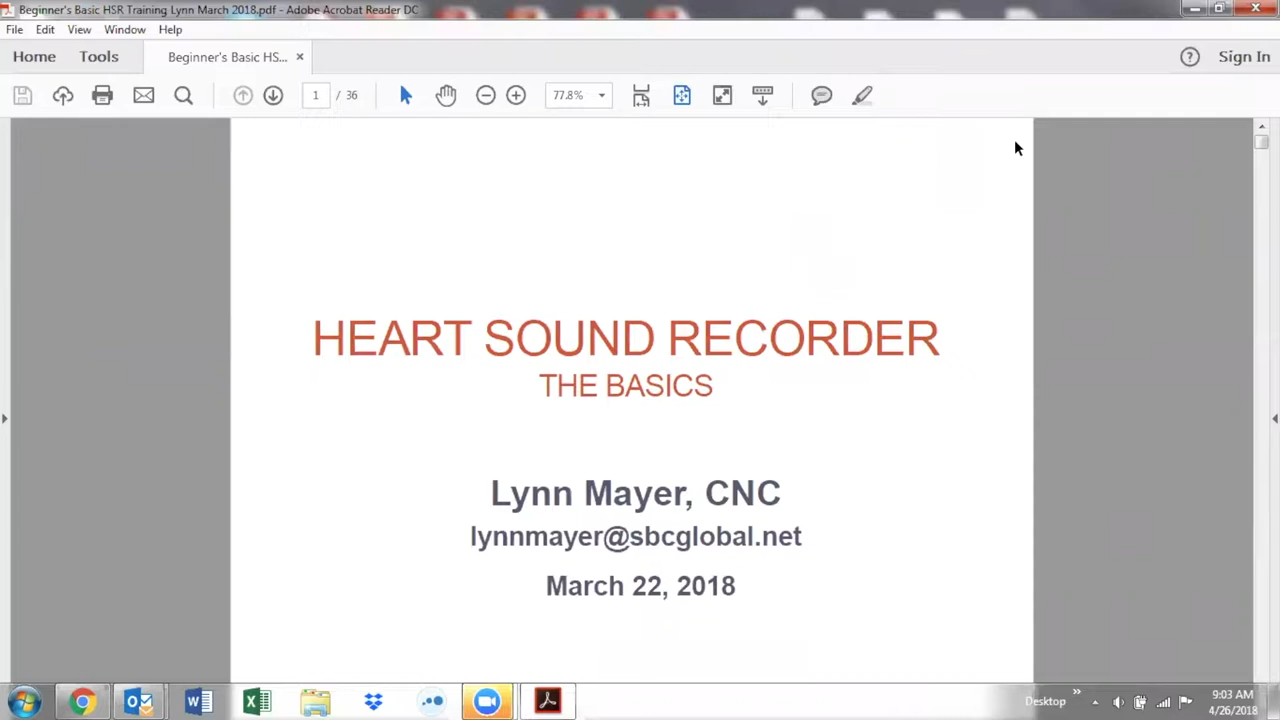 Beginner's Basic HSR Training Lynn March 2018.pdf - Adobe Acrobat Reader DC
File Edit View Window Help
Home Tools Beginner's Basic HS... × ? Sign In
1 / 36 77.8%
HEART SOUND RECORDER
THE BASICS
Lynn Mayer, CNC
lynnmayer@sbcglobal.net
March 22, 2018
Desktop
9:03 AM
4/26/2018